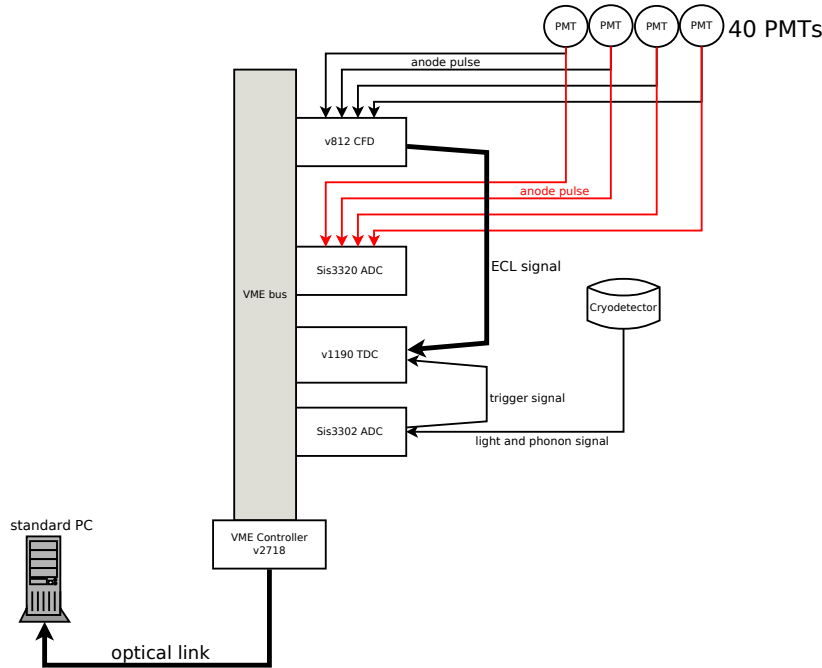 PMT PMT PMT PMT 40 PMTs
anode pulse
v812 CFD
anode pulse
ECL signal
Sis3320 ADC
VME bus
Cryodetector
v1190 TDC
trigger signal
Sis3302 ADC
light and phonon signal
standard PC
VME Controller
v2718
optical link